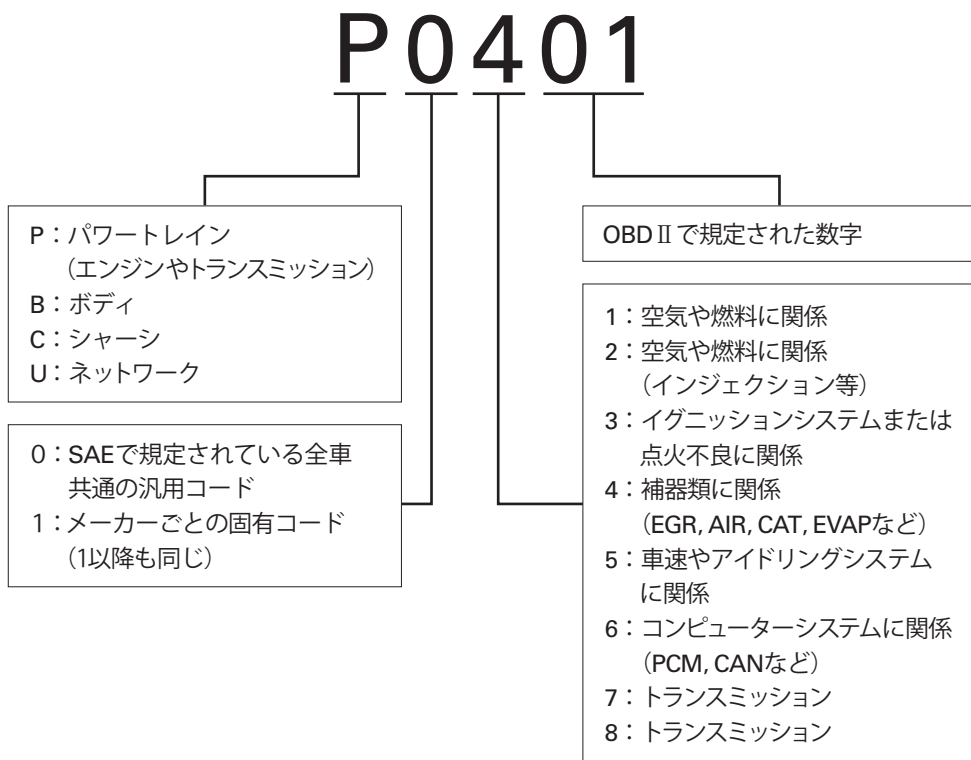 P0401
P：パワートレイン
（エンジンやトランスミッション）
B：ボディ
C：シャーシ
U：ネットワーク
0：SAEで規定されている全車
共通の汎用コード
1：メーカーごとの固有コード
（1以降も同じ）
OBDⅡで規定された数字
1：空気や燃料に関係
2：空気や燃料に関係
（インジェクション等）
3：イグニッションシステムまたは
点火不良に関係
4：補器類に関係
（EGR, AIR, CAT, EVAPなど）
5：車速やアイドリングシステム
に関係
6：コンピューターシステムに関係
（PCM, CANなど）
7：トランスミッション
8：トランスミッション